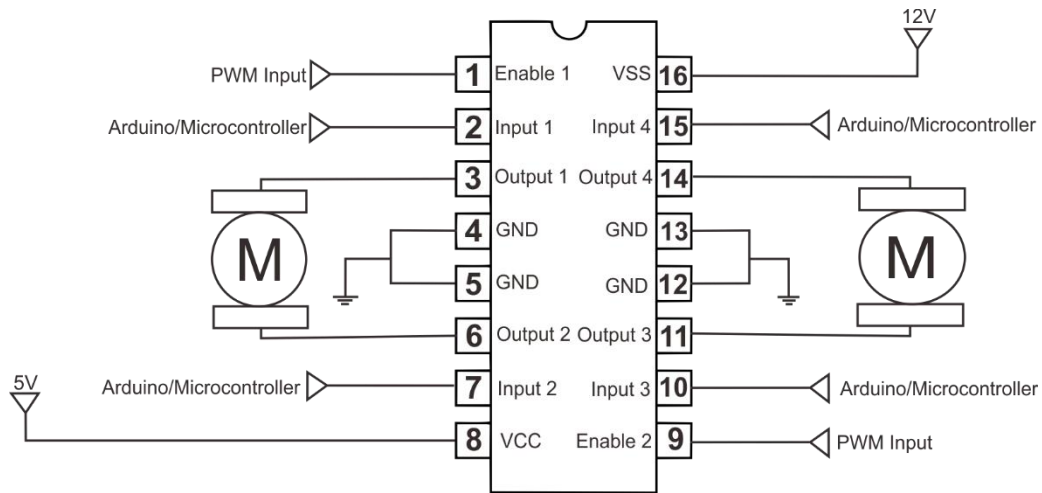 12V
PWM Input 1 Enable 1 VSS 16
Arduino/Microcontroller 2 Input 1 Input 4 15 Arduino/Microcontroller
3 Output 1 Output 4 14
4 GND GND 13
M M
5 GND GND 12
6 Output 2 Output 3 11
5V Arduino/Microcontroller 7 Input 2 Input 3 10 Arduino/Microcontroller
8 VCC Enable 2 9 PWM Input